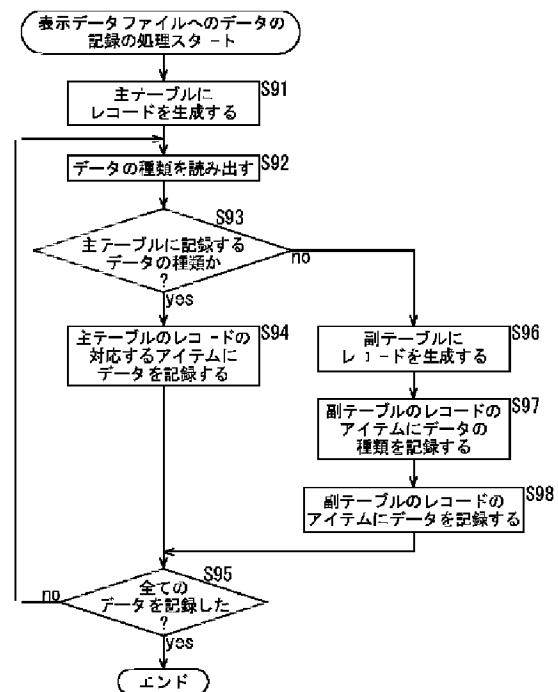 表示データファイルへのデータの
記録の処理スタート
S91
主テーブルに
レコードを生成する
S92
データの種類を読み出す
S93
主テーブルに記録する
データの種類か
?
no
yes
S94
主テーブルのレコードの
対応するアイテムに
データを記録する
S96
副テーブルに
レコードを生成する
S97
副テーブルのレコードの
アイテムにデータの
種類を記録する
S98
副テーブルのレコードの
アイテムにデータを記録する
S95
全ての
データを記録した
?
no
yes
エンド